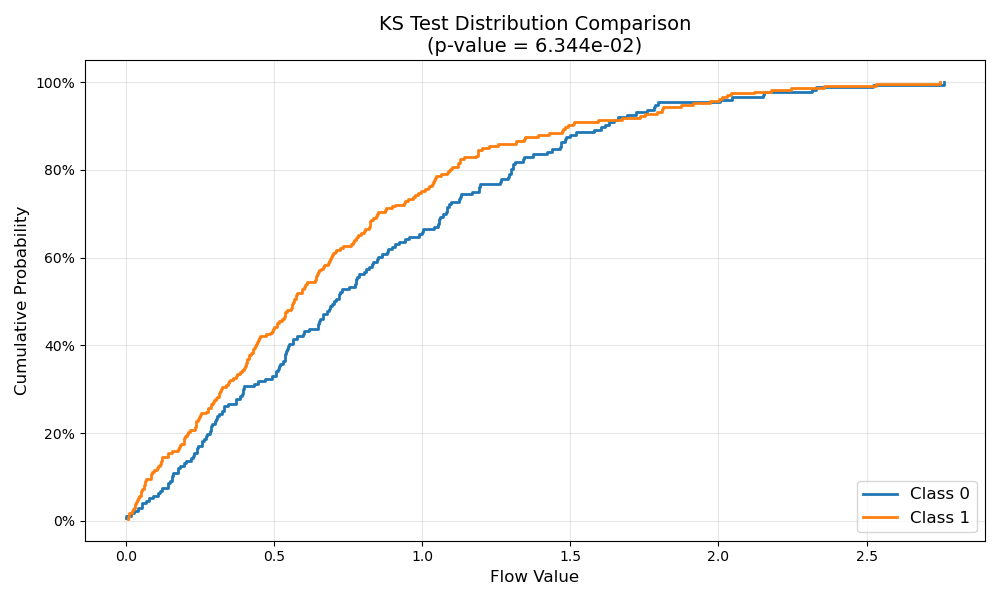 KS Test Distribution Comparison
(p-value = 6.344e-02)
Cumulative Probability
100%
80%
60%
40%
20%
0%
0.0 0.5 1.0 1.5 2.0 2.5
Flow Value
Class 0
Class 1